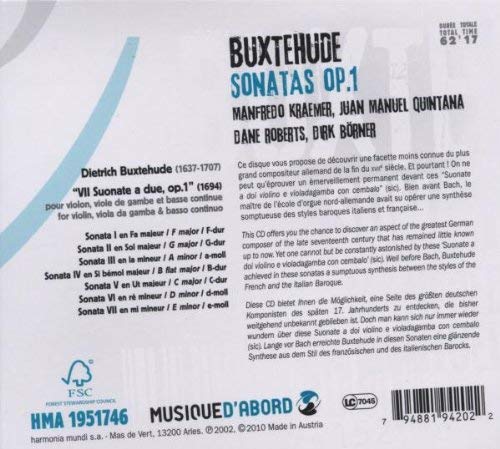 DURÉE TOTALE
TOTAL TIME
62'17
BUXTEHUDE
SONATAS OP.1
MANFREDO KRAEMER, JUAN MANUEL QUINTANA
DANE ROBERTS, DIRK BÖRNER
Dietrich Buxtehude (1637-1707)
"VII Suonate a due, op.1" (1694)
pour violon, viole de gambe et basse continue
for violin, viola da gamba & basso continuo
Sonata I en Fa majeur / F major / F-dur
Sonata II en Sol majeur / G major / G-dur
Sonata III en la mineur / A minor / a-moll
Sonata IV en Si bémol majeur / B flat major / B-dur
Sonata V en Ut majeur / C major / C-dur
Sonata VI en ré mineur / D minor / d-moll
Sonata VII en mi mineur / E minor / e-moll
Ce disque vous propose de découvrir une facette moins connue du plus
grand compositeur allemand de la fin du XVIIe siècle. Et pourtant ! On ne
peut qu'éprouver un émerveillement permanent devant ces "Suonate
a doi violino e violadagamba con cembalo" (sic). Bien avant Bach, le
maître de l'école d'orgue nord-allemande avait su opérer une synthèse
somptueuse des styles baroques italiens et français...
This CD offers you the chance to discover an aspect of the greatest German
composer of the late seventeenth century that has remained little known
up to now. Yet one cannot be constantly astonished by these 'Suonate a
doi violino e violadagamba con cembalo' (sic). Well before Bach, Buxtehude
achieved in these sonatas a sumptuous synthesis between the styles of the
French and the Italian Baroque.
Diese CD bietet Ihnen die Möglichkeit, eine Seite des größten deutschen
Komponisten des späten 17. Jahrhunderts zu entdecken, die bisher
weitgehend unbekannt geblieben ist. Doch man kann sich nur immer wieder
wundern über diese Suonate a doi violino e violadagamba con cembalo
(sic). Lange vor Bach erreichte Buxtehude in diesen Sonaten eine glänzende
Synthese aus dem Stil des französischen und des italienischen Barocks.
FSC
FOREST STEWARDSHIP COUNCIL
HMA 1951746
MUSIQUE D'ABORD
LC 7045
7 94881 94202 2
harmonia mundi s.a. - Mas de Vert, 13200 Arles, ℗ 2002, © 2010 Made in Austria